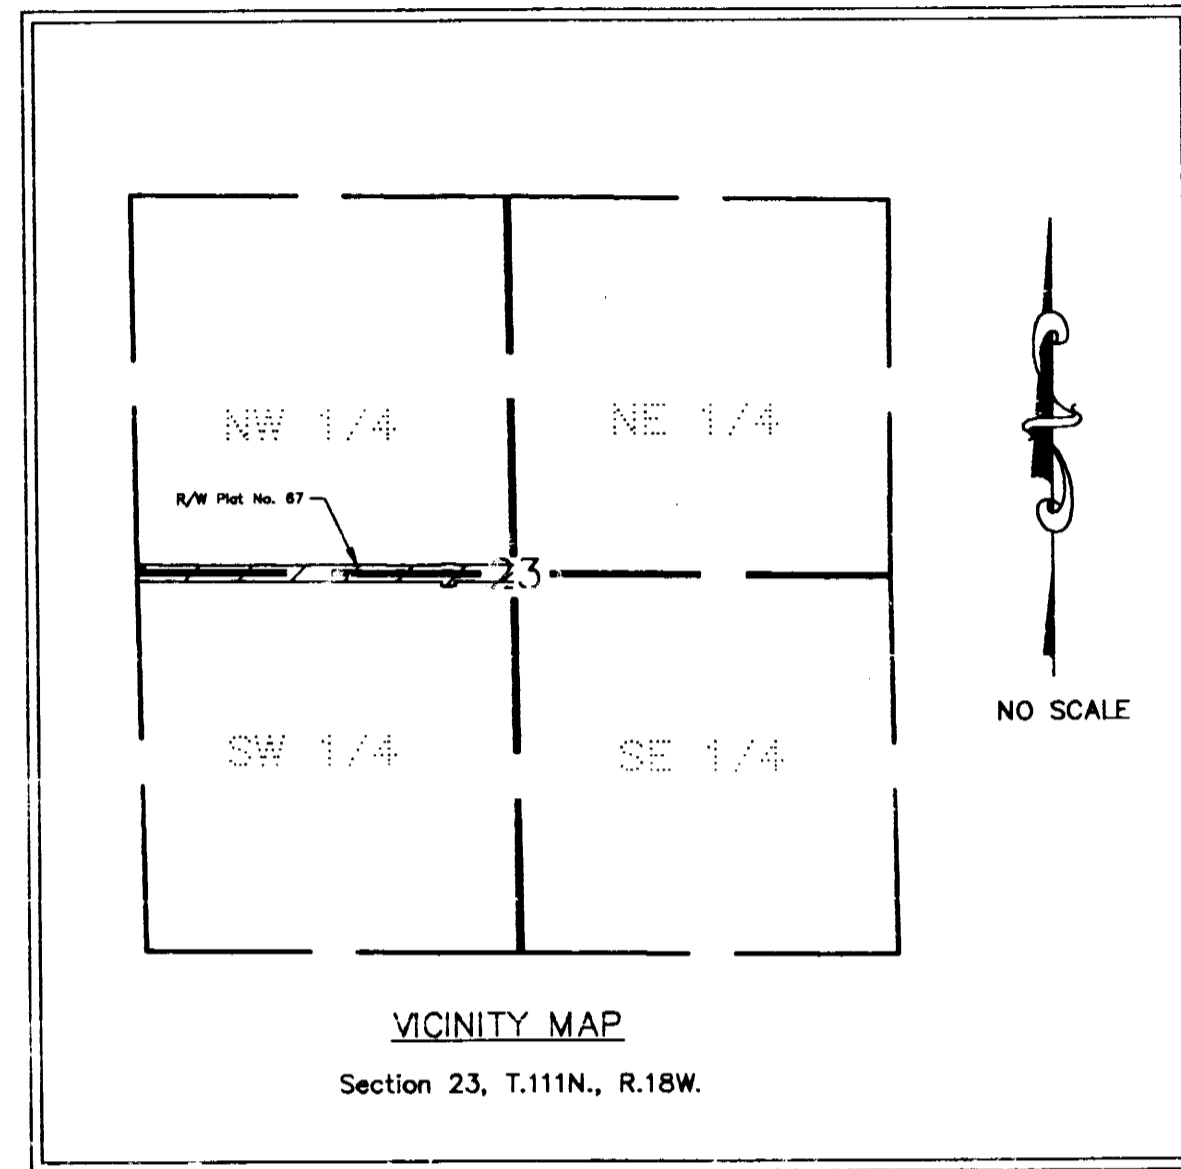 NW 1/4
NE 1/4
R/W Plat No. 67
23
SW 1/4
SE 1/4
NO SCALE
VICINITY MAP
Section 23, T.111N., R.18W.